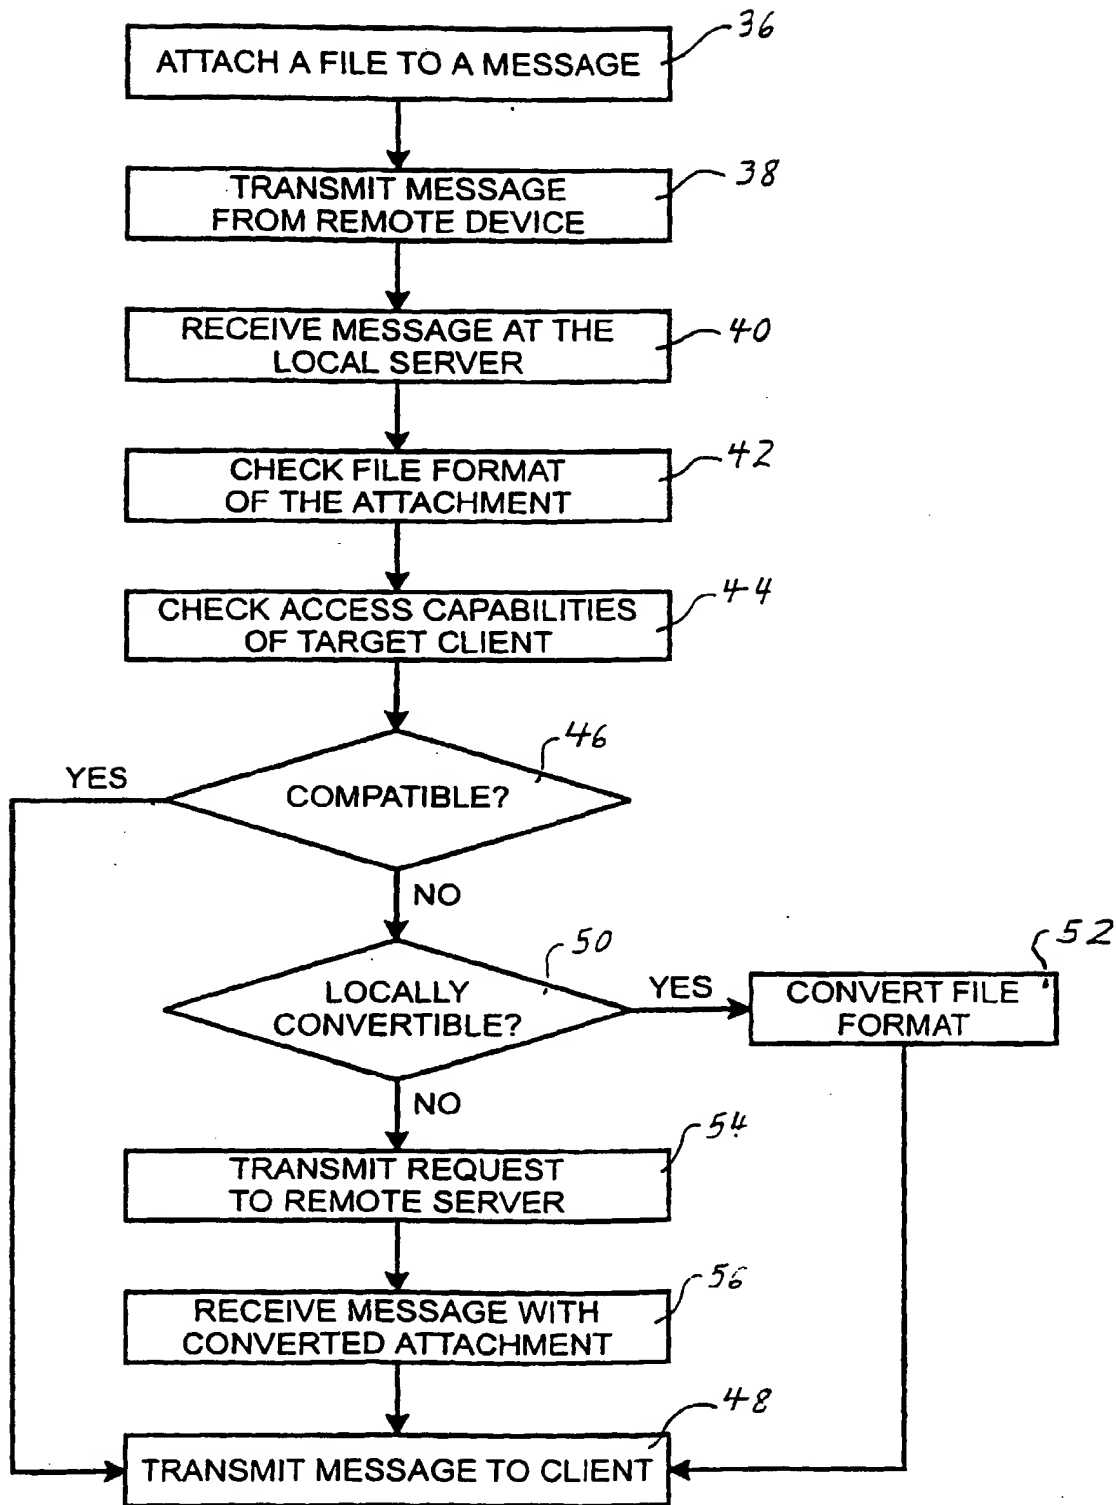 36
ATTACH A FILE TO A MESSAGE
38
TRANSMIT MESSAGE
FROM REMOTE DEVICE
40
RECEIVE MESSAGE AT THE
LOCAL SERVER
42
CHECK FILE FORMAT
OF THE ATTACHMENT
44
CHECK ACCESS CAPABILITIES
OF TARGET CLIENT
46
YES
COMPATIBLE?
NO
50
LOCALLY
CONVERTIBLE?
YES
52
CONVERT FILE
FORMAT
NO
54
TRANSMIT REQUEST
TO REMOTE SERVER
56
RECEIVE MESSAGE WITH
CONVERTED ATTACHMENT
48
TRANSMIT MESSAGE TO CLIENT